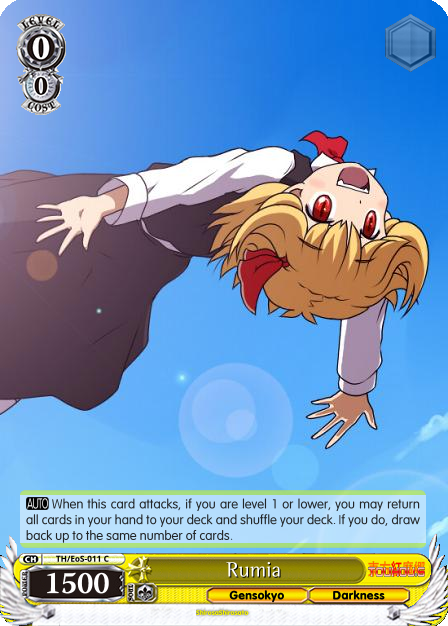 LEVEL
0
0
COST
AUTO When this card attacks, if you are level 1 or lower, you may return
all cards in your hand to your deck and shuffle your deck. If you do, draw
back up to the same number of cards.
CH TH/EoS-011 C
POWER 1500 SOUL Rumia
Gensokyo Darkness